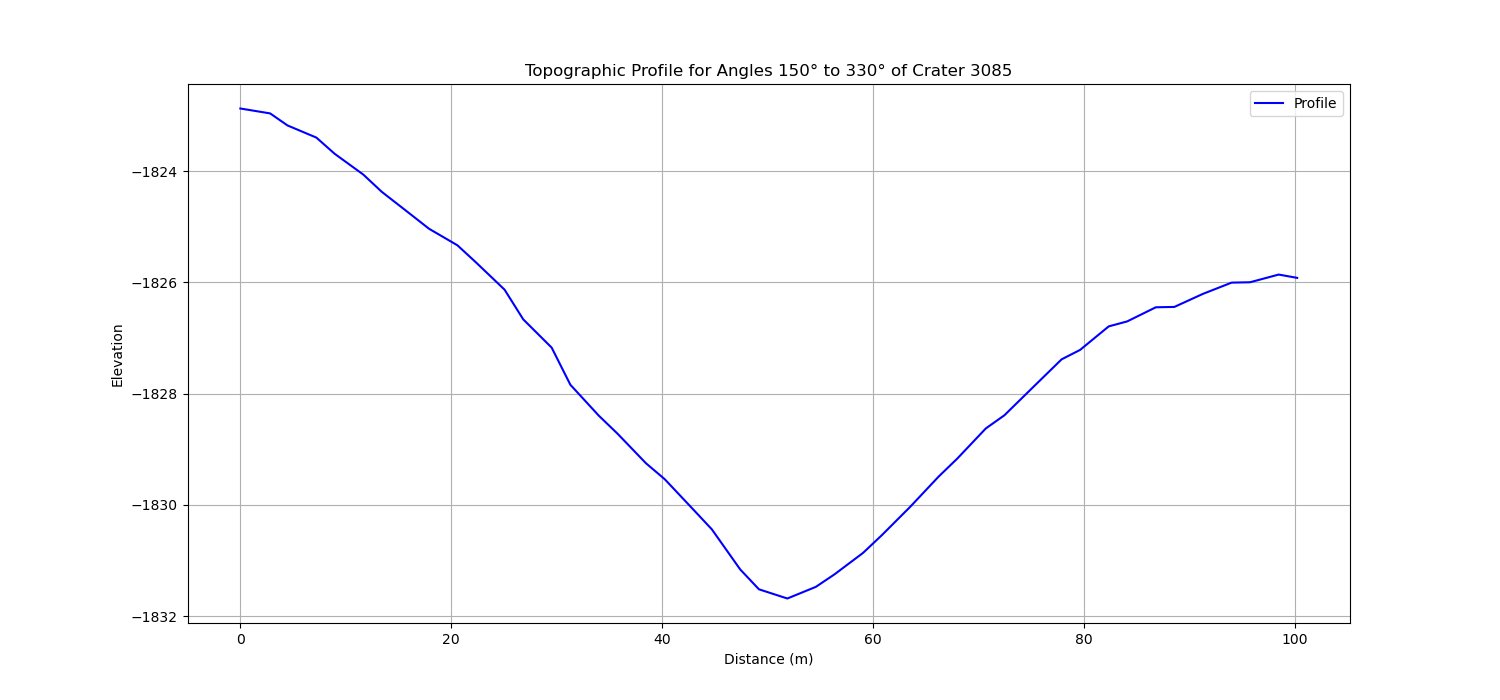 Topographic Profile for Angles 150° to 330° of Crater 3085
Profile
−1824
−1826
−1828
−1830
−1832
Elevation
0 20 40 60 80 100
Distance (m)